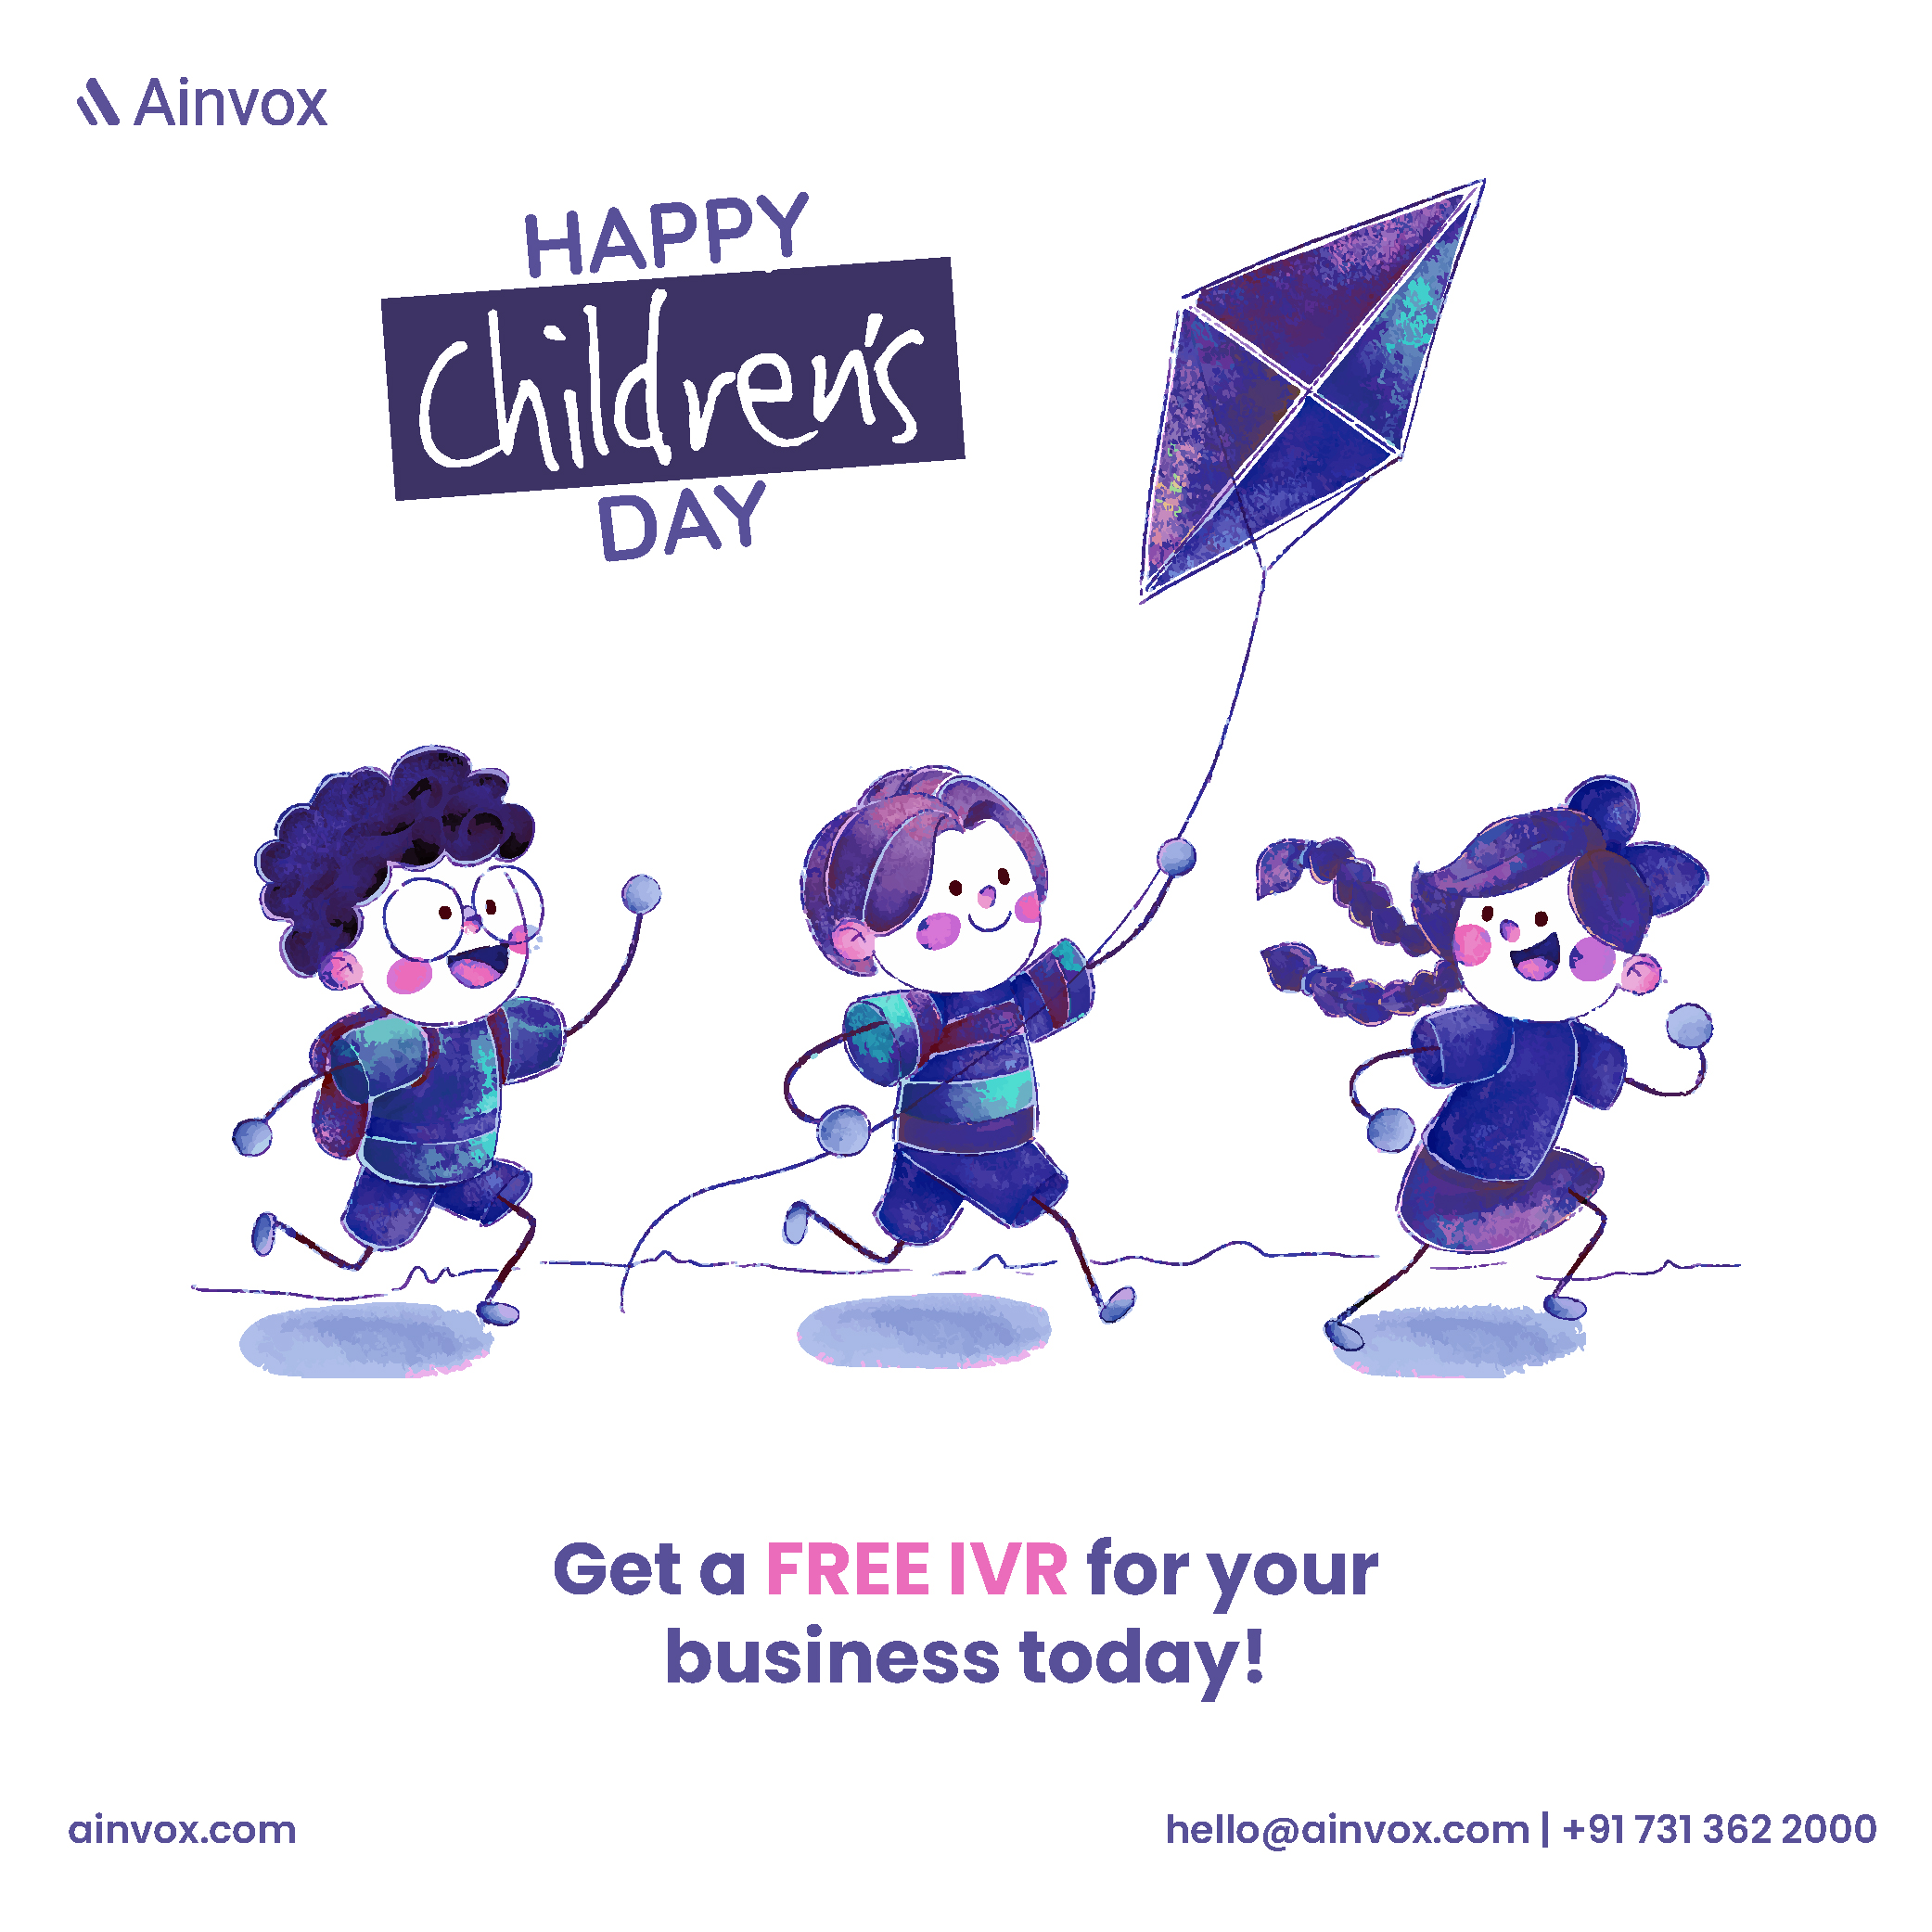 Ainvox
HAPPY
Children's
DAY
Get a FREE IVR for your
business today!
ainvox.com
hello@ainvox.com | +91 731 362 2000